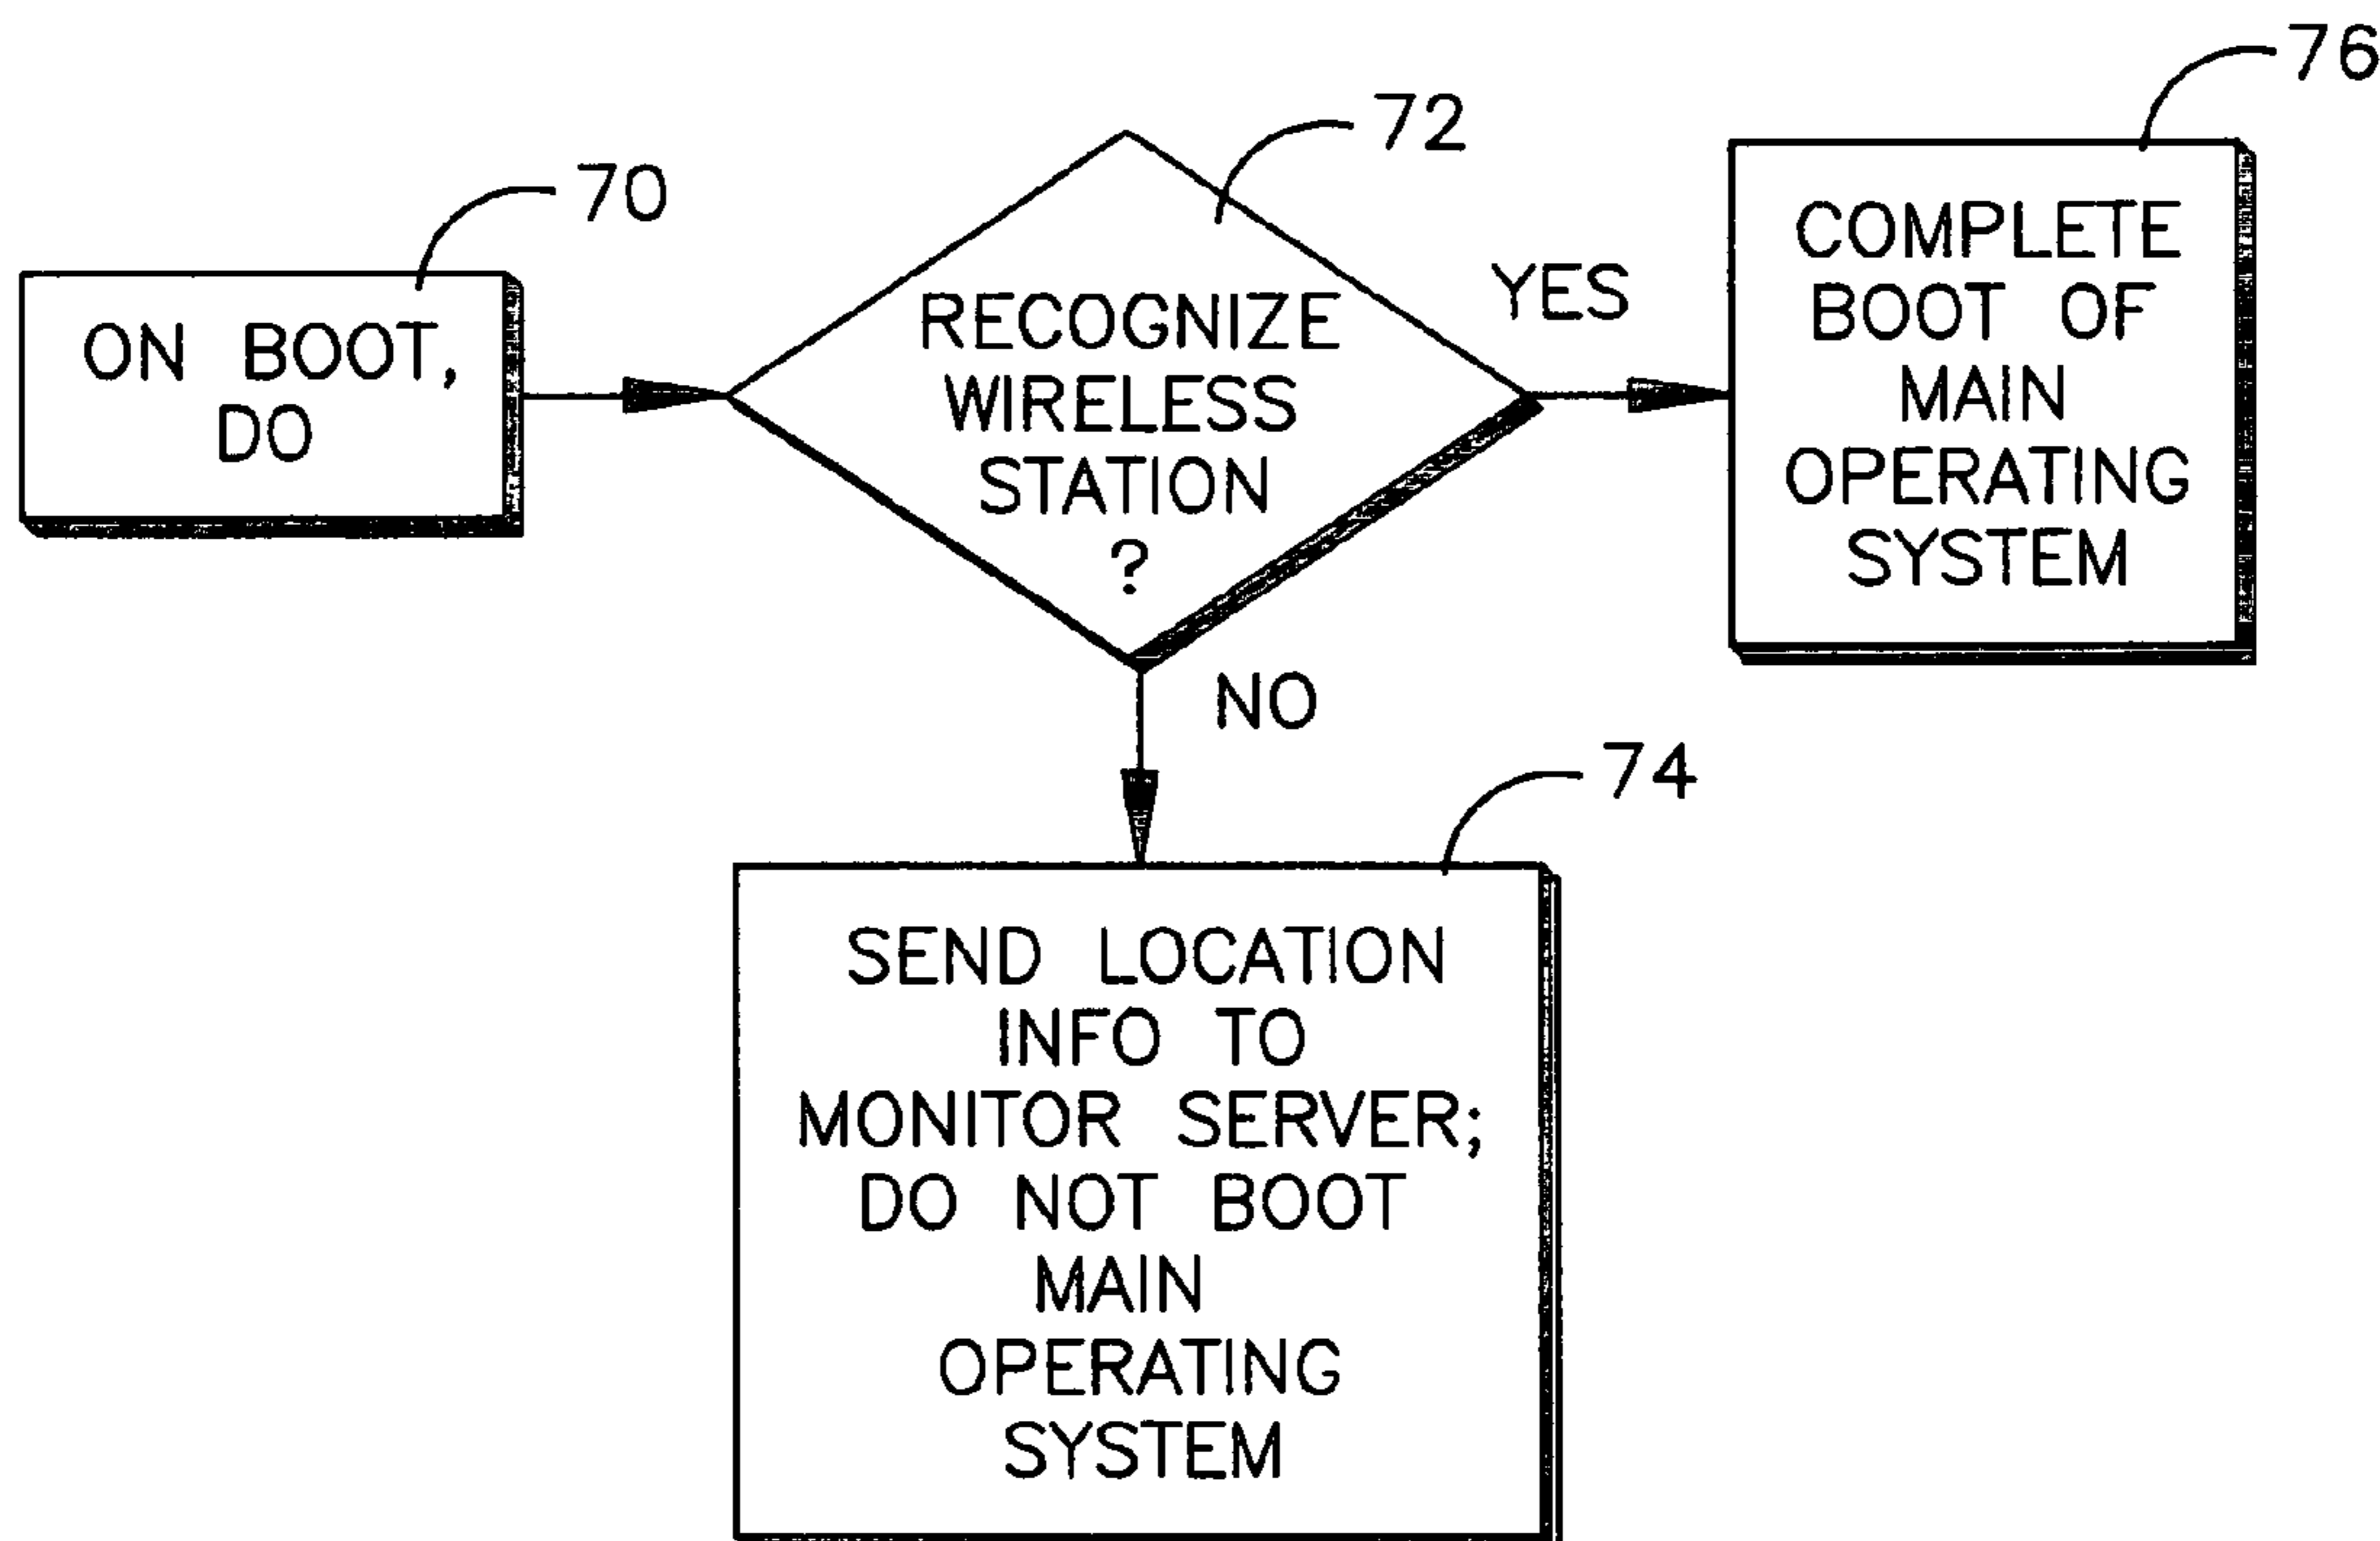 70
ON BOOT,
DO
72
RECOGNIZE
WIRELESS
STATION
?
YES
76
COMPLETE
BOOT OF
MAIN
OPERATING
SYSTEM
NO
74
SEND LOCATION
INFO TO
MONITOR SERVER;
DO NOT BOOT
MAIN
OPERATING
SYSTEM